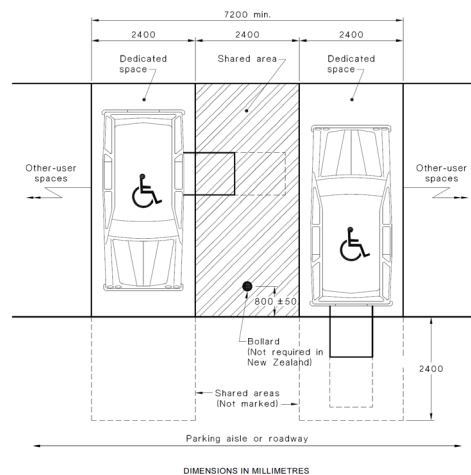 7200 min.
2400
2400
2400
Dedicated
space
Shared area
Dedicated
space
Other-user
spaces
Other-user
spaces
800 ±50
Bollard
(Not required in
New Zealand)
2400
Shared areas
(Not marked)
Parking aisle or roadway
DIMENSIONS IN MILLIMETRES